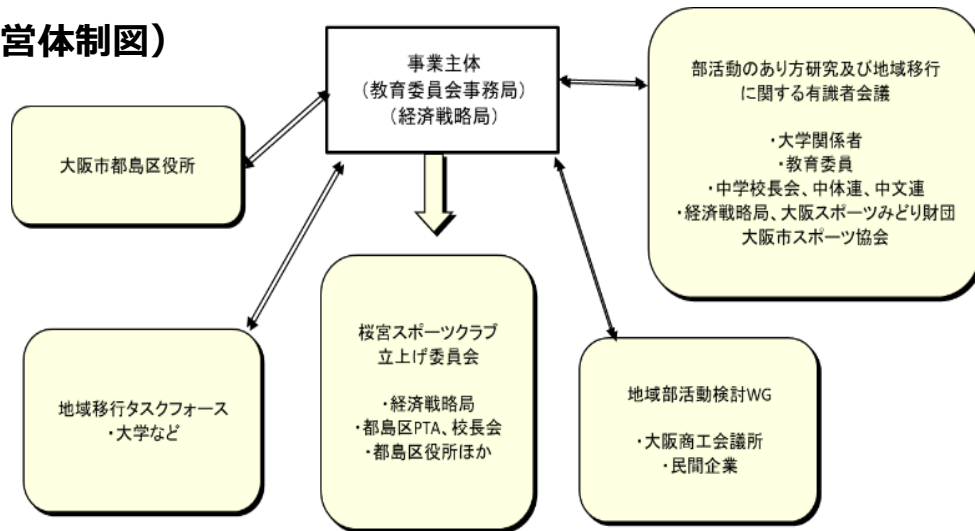 営体制図）
事業主体
（教育委員会事務局）
（経済戦略局）
大阪市都島区役所
部活動のあり方研究及び地域移行
に関する有識者会議
・大学関係者
・教育委員
・中学校長会、中体連、中文連
・経済戦略局、大阪スポーツみどり財団
大阪市スポーツ協会
地域移行タスクフォース
・大学など
桜宮スポーツクラブ
立上げ委員会
・経済戦略局
・都島区PTA、校長会
・都島区役所ほか
地域部活動検討WG
・大阪商工会議所
・民間企業